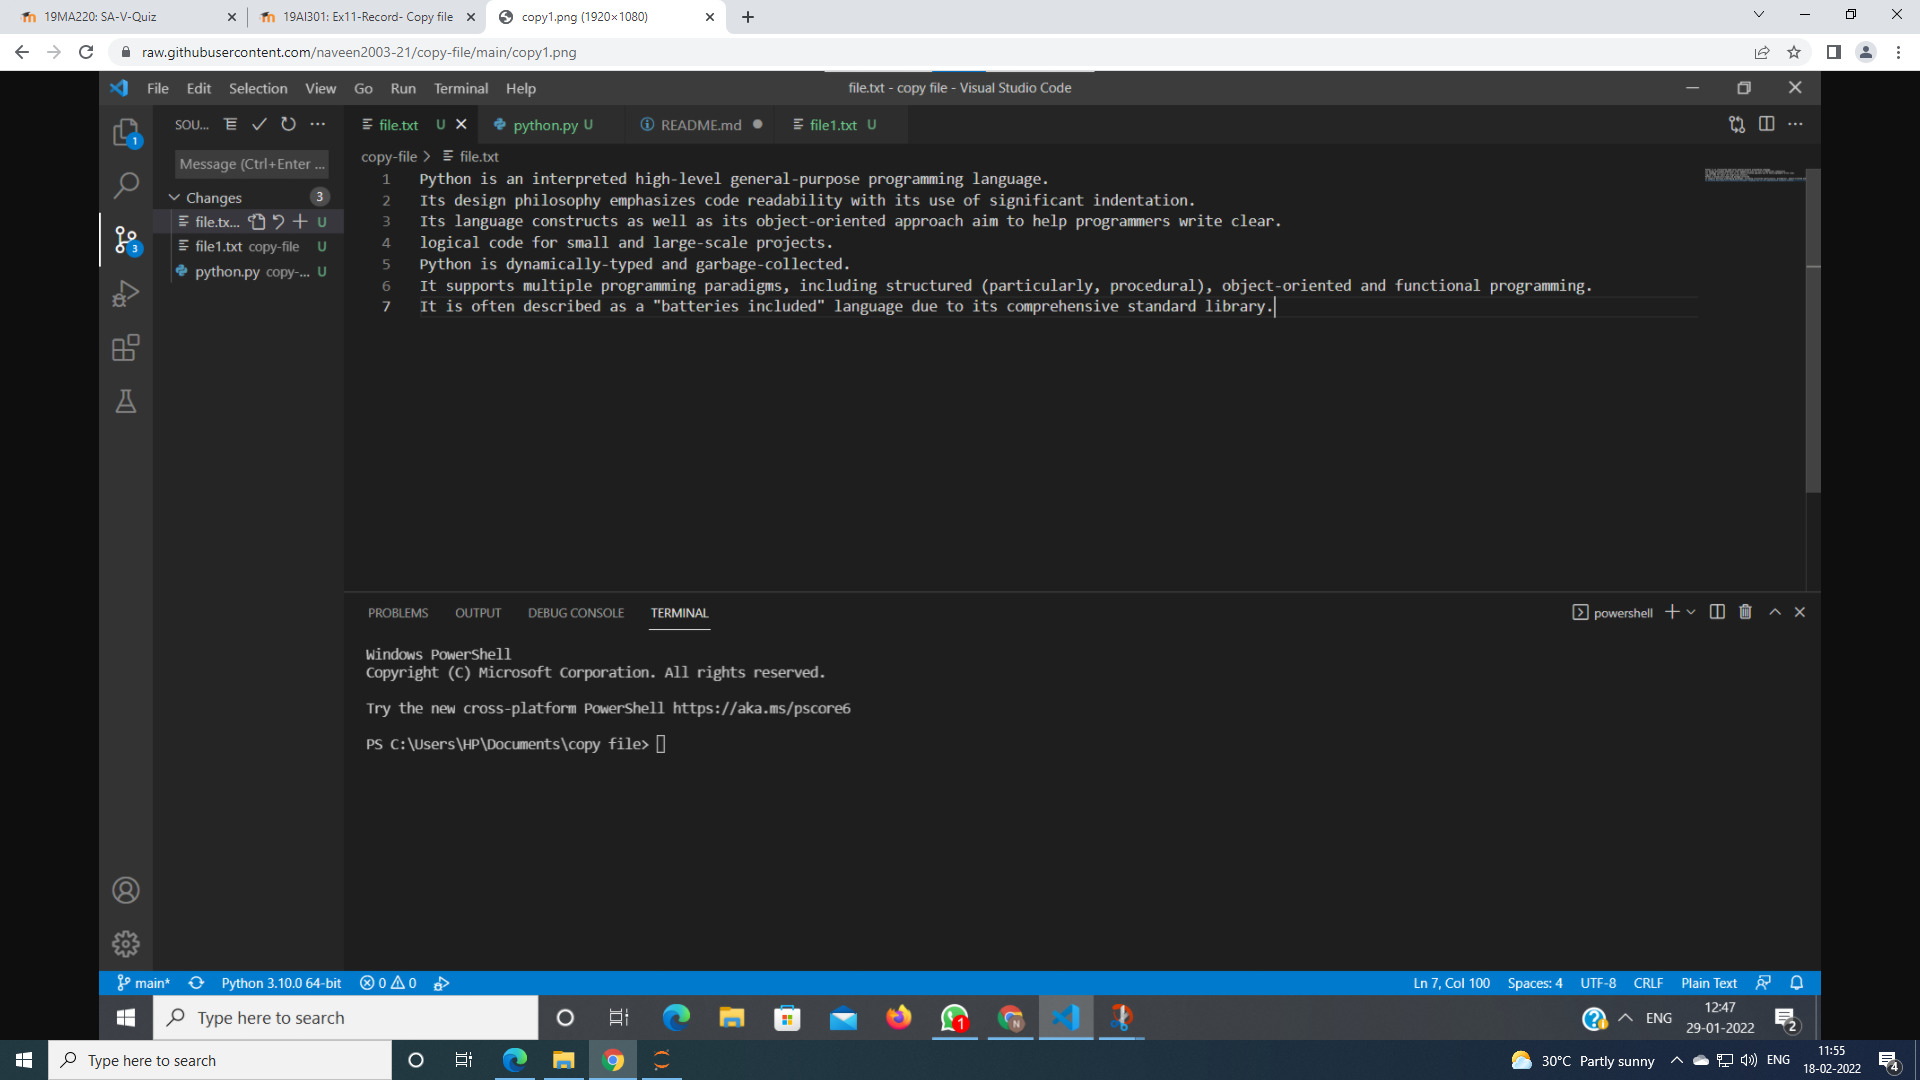 19MA220: SA-V-Quiz
19AI301: Ex11-Record- Copy file
copy1.png (1920×1080)
raw.githubusercontent.com/naveen2003-21/copy-file/main/copy1.png
File Edit Selection View Go Run Terminal Help
file.txt - copy file - Visual Studio Code
SOU...
file.txt U
python.py U
README.md
file1.txt U
1
Message (Ctrl+Enter ...
copy-file > file.txt
Changes 3
file.tx... U
file1.txt copy-file U
python.py copy-... U
3
1 Python is an interpreted high-level general-purpose programming language.
2 Its design philosophy emphasizes code readability with its use of significant indentation.
3 Its language constructs as well as its object-oriented approach aim to help programmers write clear.
4 logical code for small and large-scale projects.
5 Python is dynamically-typed and garbage-collected.
6 It supports multiple programming paradigms, including structured (particularly, procedural), object-oriented and functional programming.
7 It is often described as a "batteries included" language due to its comprehensive standard library.
PROBLEMS OUTPUT DEBUG CONSOLE TERMINAL
powershell
Windows PowerShell
Copyright (C) Microsoft Corporation. All rights reserved.
Try the new cross-platform PowerShell https://aka.ms/pscore6
PS C:\Users\HP\Documents\copy file>
main* Python 3.10.0 64-bit 0 0
Ln 7, Col 100 Spaces: 4 UTF-8 CRLF Plain Text
Type here to search
1
N
ENG
12:47
29-01-2022
2
Type here to search
30°C Partly sunny
ENG
11:55
18-02-2022
4